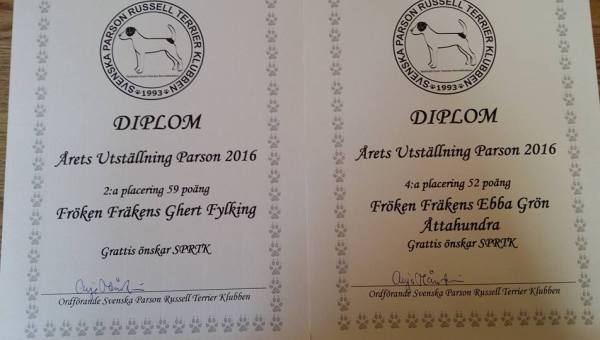 SVENSKA PARSON RUSSELL TERRIER KLUBBEN
1993
DIPLOM
Årets Utställning Parson 2016
2:a placering 59 poäng
Fröken Fräkens Ghert Fylking
Grattis önskar SPRTK
Ordförande Svenska Parson Russell Terrier Klubben
SVENSKA PARSON RUSSELL TERRIER KLUBBEN
1993
DIPLOM
Årets Utställning Parson 2016
4:a placering 52 poäng
Fröken Fräkens Ebba Grön
Åttahundra
Grattis önskar SPRTK
Ordförande Svenska Parson Russell Terrier Klubben